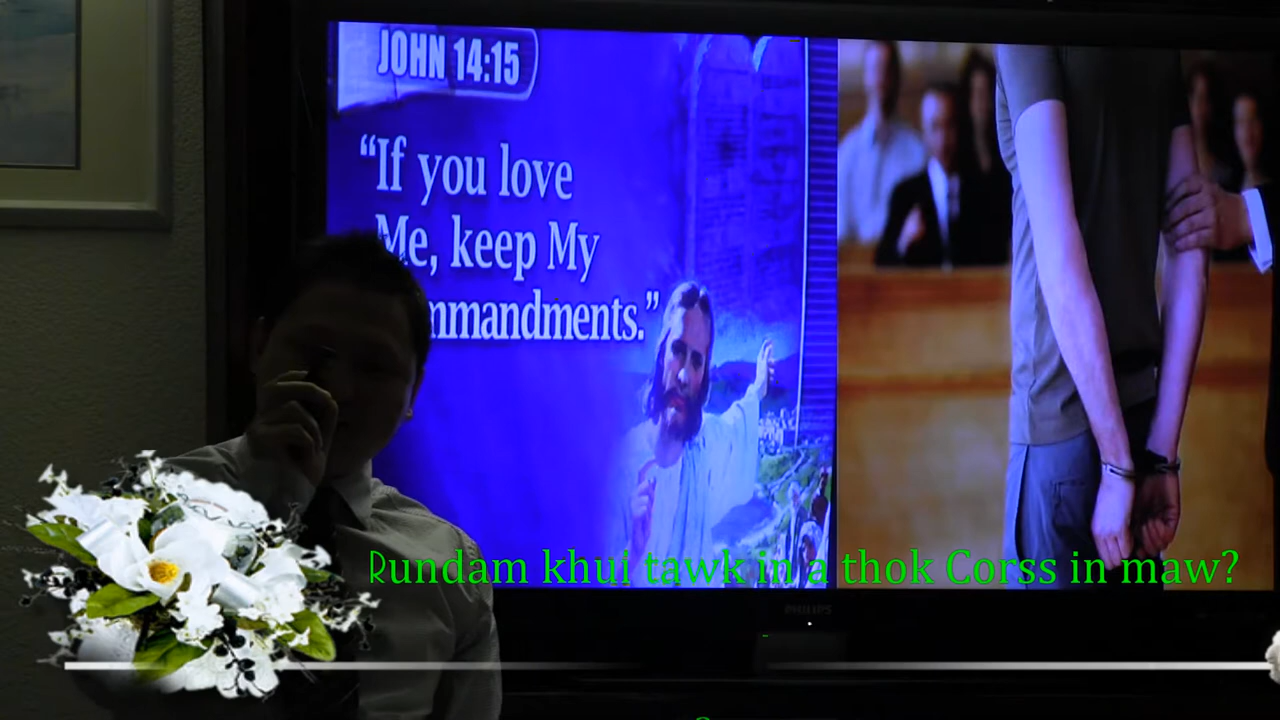 JOHN 14:15
“If you love
Me, keep My
mmandments.”
Rundam khui tawk in a thok Corss in maw?
PHILIPS